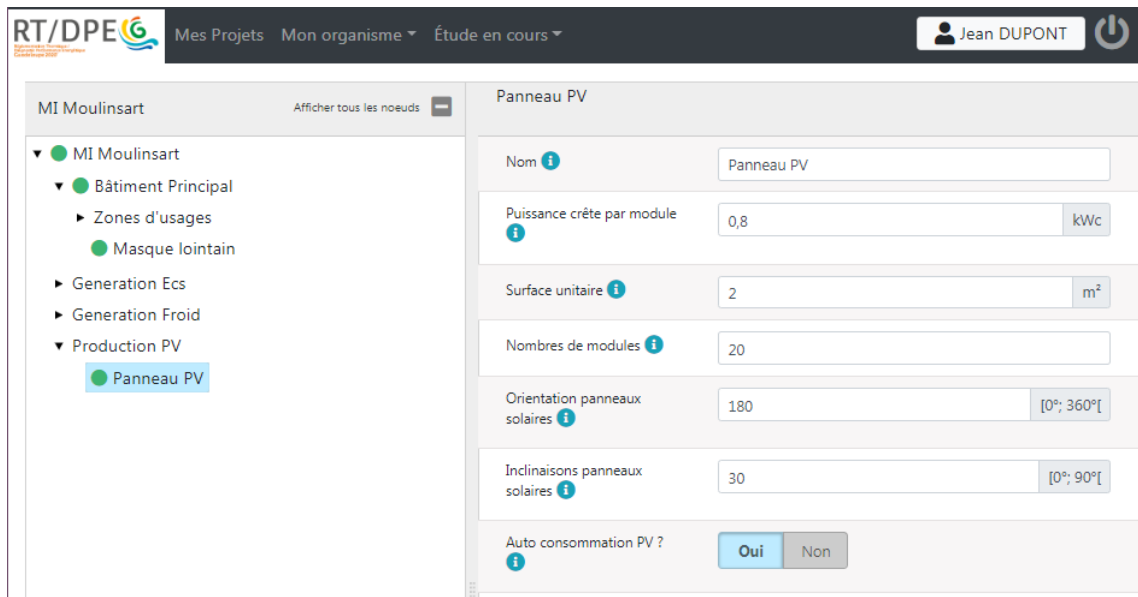 RT/DPE
Mes Projets Mon organisme Étude en cours
Jean DUPONT
MI Moulinsart
Afficher tous les noeuds
MI Moulinsart
Bâtiment Principal
Zones d'usages
Masque lointain
Generation Ecs
Generation Froid
Production PV
Panneau PV
Panneau PV
Nom
Panneau PV
Puissance crête par module
0,8
kWc
Surface unitaire
2
m²
Nombres de modules
20
Orientation panneaux
solaires
180
[0°; 360°[
Inclinaisons panneaux
solaires
30
[0°; 90°[
Auto consommation PV ?
Oui
Non